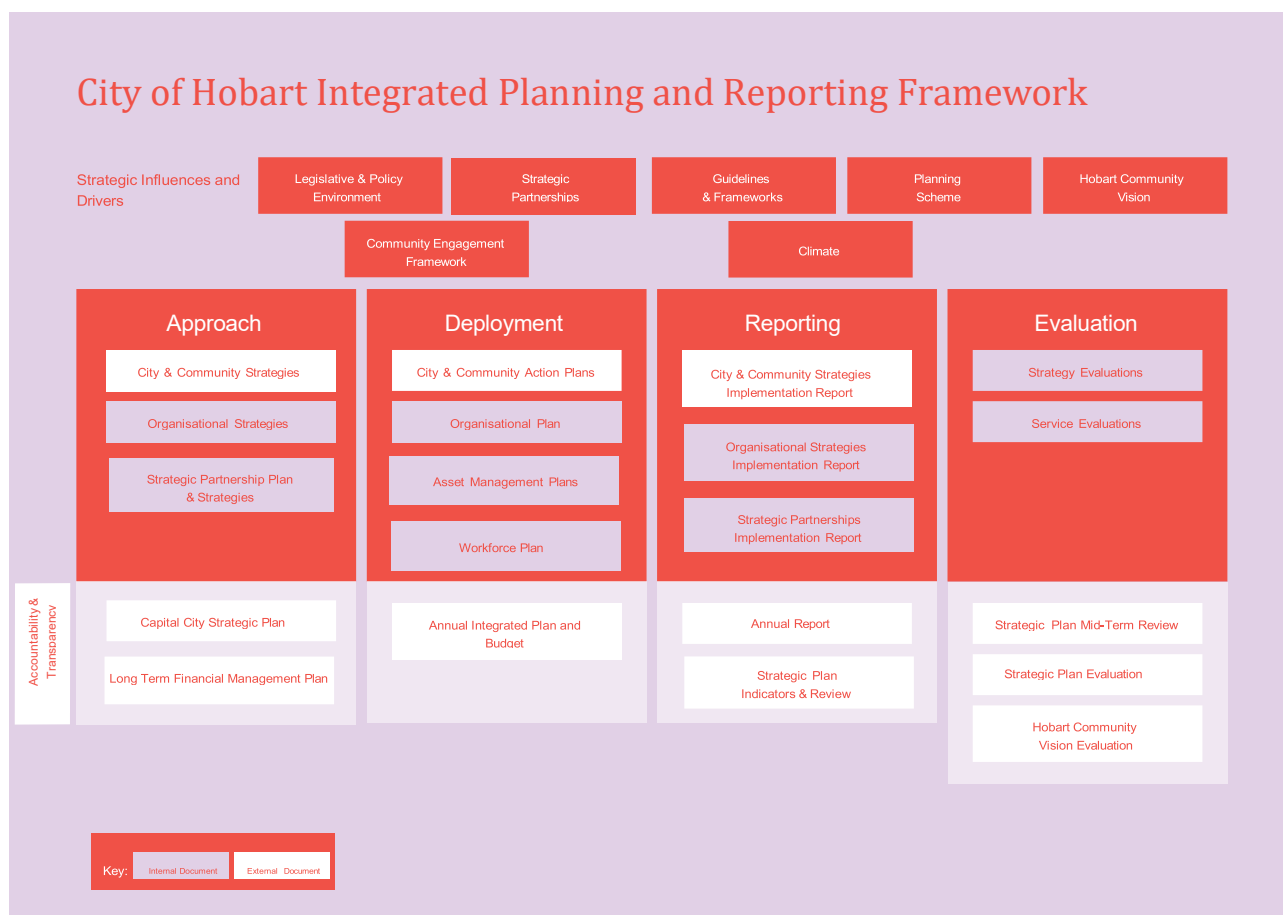 City of Hobart Integrated Planning and Reporting Framework
Strategic Influences and
Drivers
Legislative & Policy
Environment
Strategic
Partnerships
Guidelines
& Frameworks
Planning
Scheme
Hobart Community
Vision
Community Engagement
Framework
Climate
Approach
City & Community Strategies
Organisational Strategies
Strategic Partnership Plan
& Strategies
Deployment
City & Community Action Plans
Organisational Plan
Asset Management Plans
Workforce Plan
Reporting
City & Community Strategies
Implementation Report
Organisational Strategies
Implementation Report
Strategic Partnerships
Implementation Report
Evaluation
Strategy Evaluations
Service Evaluations
Accountability &
Transparency
Capital City Strategic Plan
Long Term Financial Management Plan
Annual Integrated Plan and
Budget
Annual Report
Strategic Plan
Indicators & Review
Strategic Plan Mid-Term Review
Strategic Plan Evaluation
Hobart Community
Vision Evaluation
Key:
Internal Document
External Document